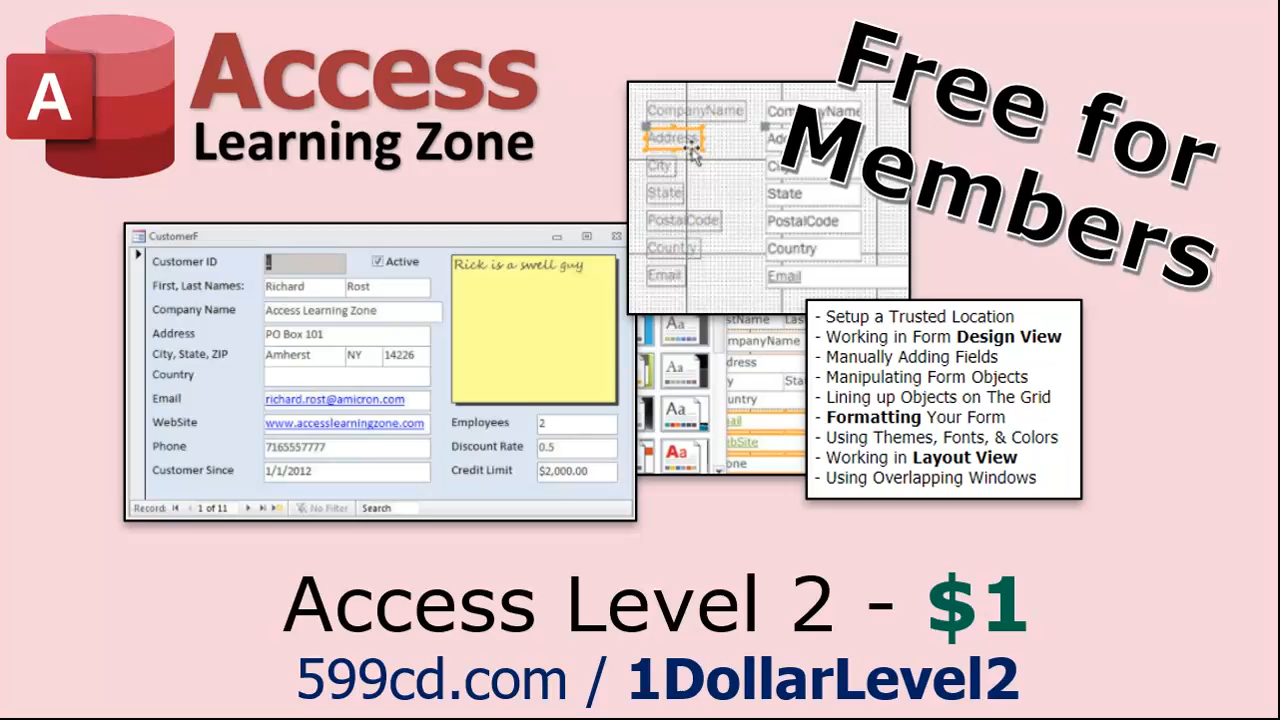 A
Access
Learning Zone
Free for
Members
CompanyName CompanyName
Address
City
State State
PostalCode PostalCode
Country Country
Email Email
CustomerF
Customer ID
Active
First, Last Names: Richard Rost
Company Name Access Learning Zone
Address PO Box 101
City, State, ZIP Amherst NY 14226
Country
Email richard.rost@amicron.com
WebSite www.accesslearningzone.com
Phone 7165557777
Customer Since 1/1/2012
Rick is a swell guy
Employees 2
Discount Rate 0.5
Credit Limit $2,000.00
Record: 1 of 11 No Filter Search
Aa
Aa
Aa
Aa
- Setup a Trusted Location
- Working in Form Design View
- Manually Adding Fields
- Manipulating Form Objects
- Lining up Objects on The Grid
- Formatting Your Form
- Using Themes, Fonts, & Colors
- Working in Layout View
- Using Overlapping Windows
Access Level 2 - $1
599cd.com / 1DollarLevel2